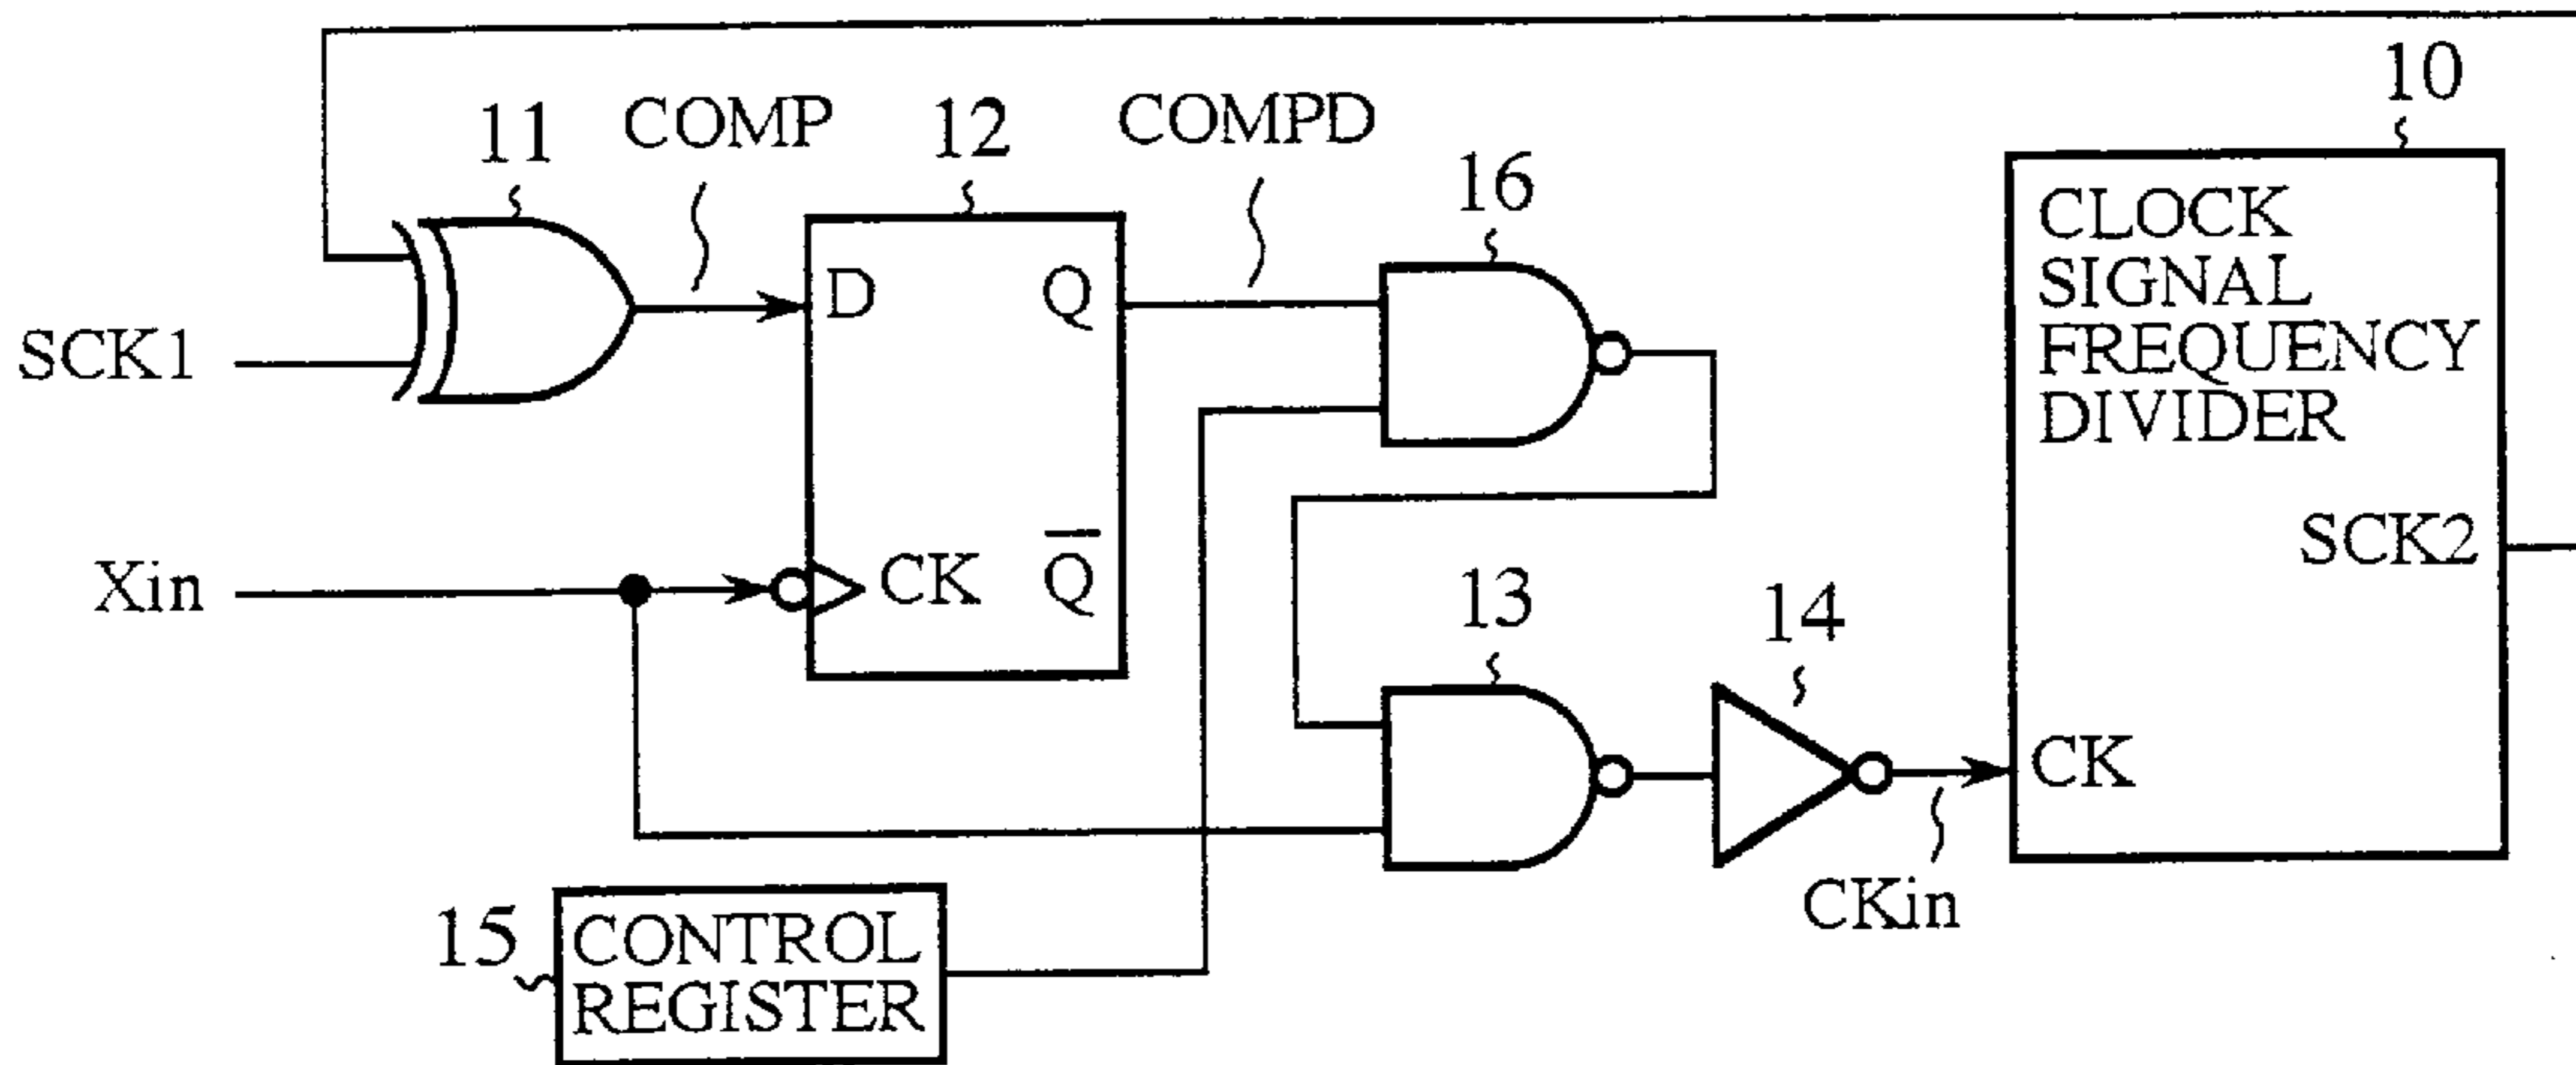 10
11
COMP
12
COMPD
16
CLOCK
SIGNAL
FREQUENCY
DIVIDER
D
Q
SCK1
SCK2
Xin
CK
Q̅
13
14
CK
CKin
15
CONTROL
REGISTER